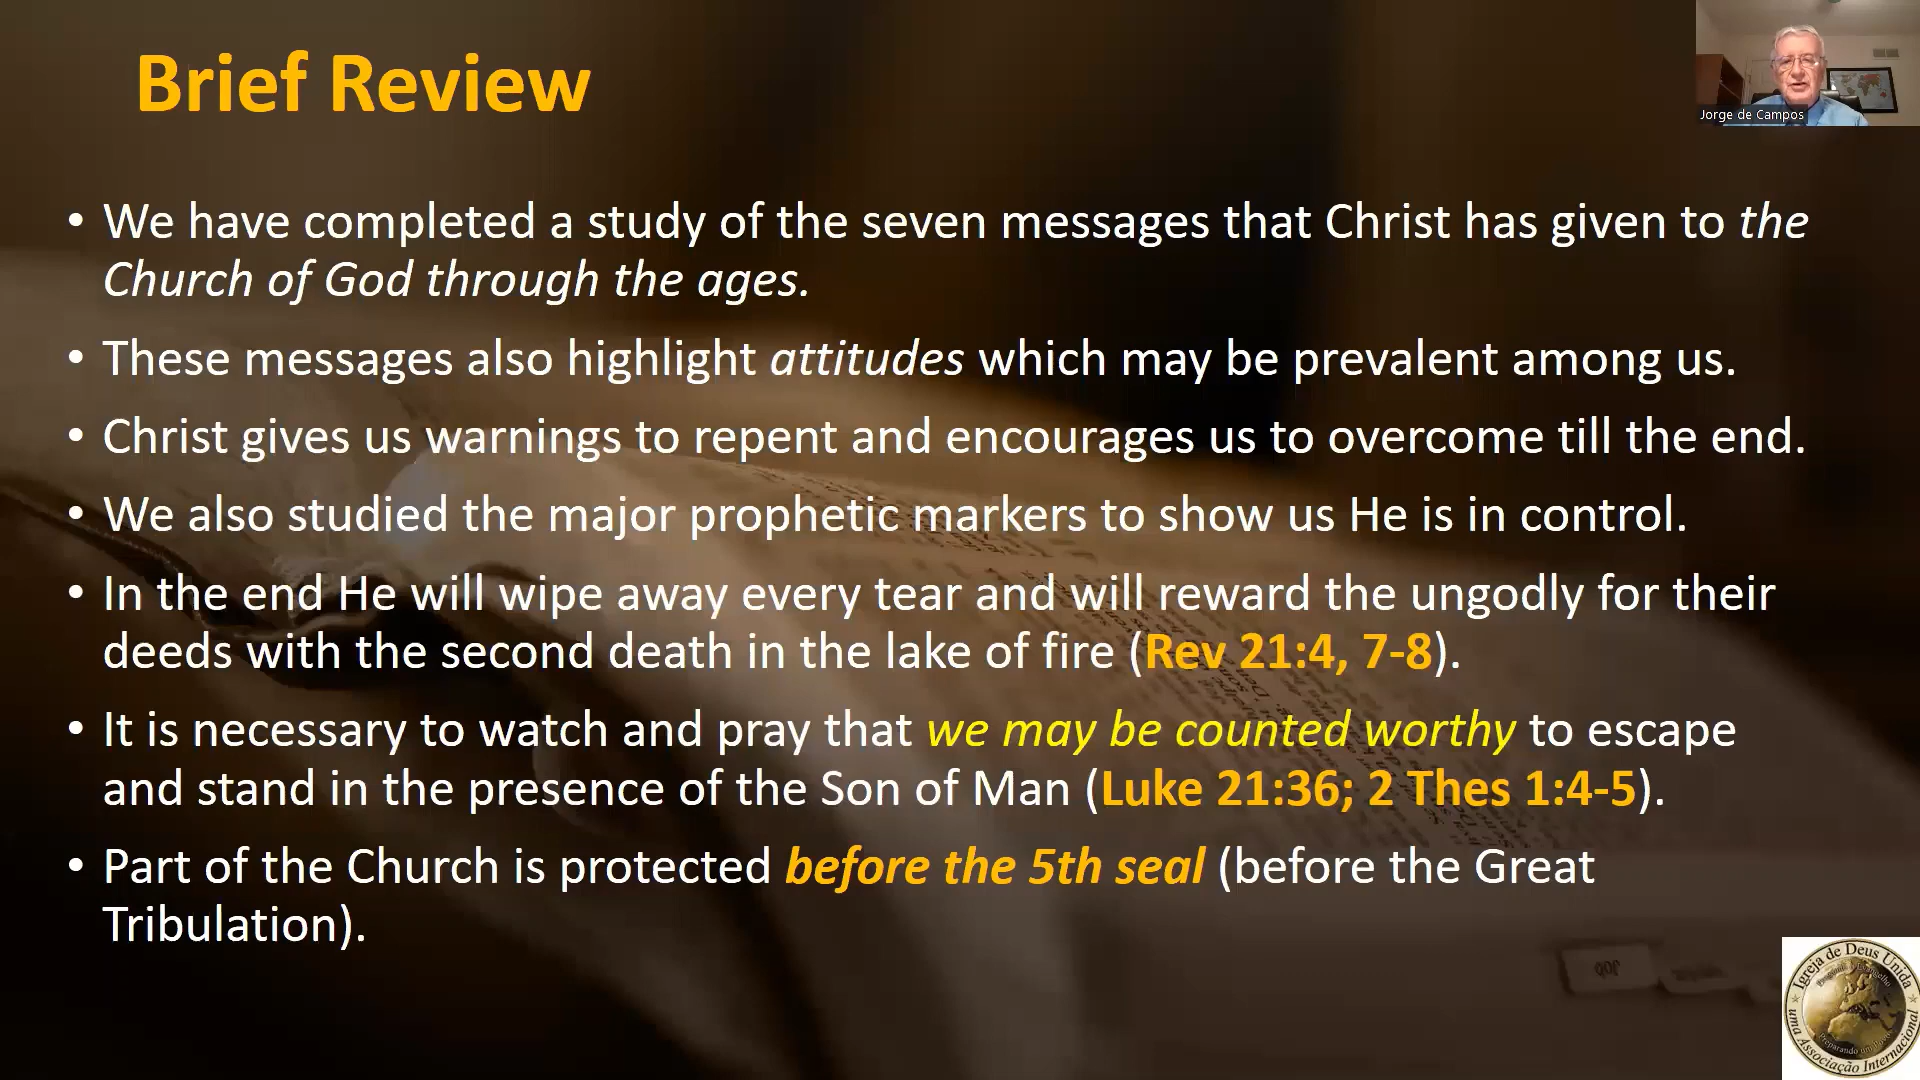 Brief Review
Jorge de Campos
• We have completed a study of the seven messages that Christ has given to the
Church of God through the ages.
• These messages also highlight attitudes which may be prevalent among us.
• Christ gives us warnings to repent and encourages us to overcome till the end.
• We also studied the major prophetic markers to show us He is in control.
• In the end He will wipe away every tear and will reward the ungodly for their
deeds with the second death in the lake of fire (Rev 21:4, 7-8).
• It is necessary to watch and pray that we may be counted worthy to escape
and stand in the presence of the Son of Man (Luke 21:36; 2 Thes 1:4-5).
• Part of the Church is protected before the 5th seal (before the Great
Tribulation).
Igreja de Deus Unida
uma Associação Internacional